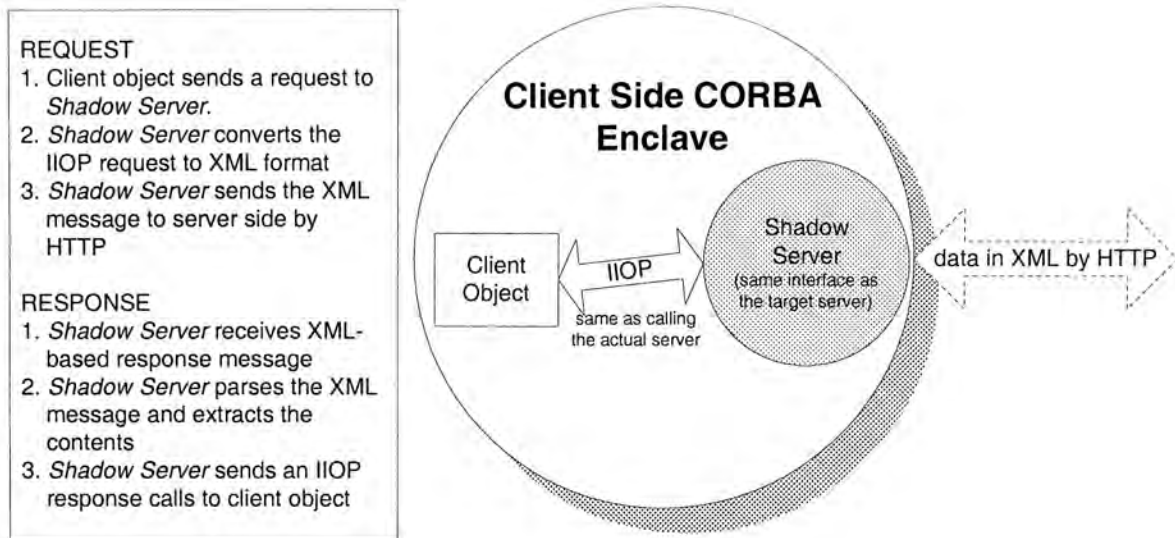 REQUEST
1. Client object sends a request to
Shadow Server.
2. Shadow Server converts the
IIOP request to XML format
3. Shadow Server sends the XML
message to server side by
HTTP
RESPONSE
1. Shadow Server receives XML-
based response message
2. Shadow Server parses the XML
message and extracts the
contents
3. Shadow Server sends an IIOP
response calls to client object
Client Side CORBA
Enclave
Client
Object
IIOP
same as calling
the actual server
Shadow
Server
(same interface as
the target server)
data in XML by HTTP